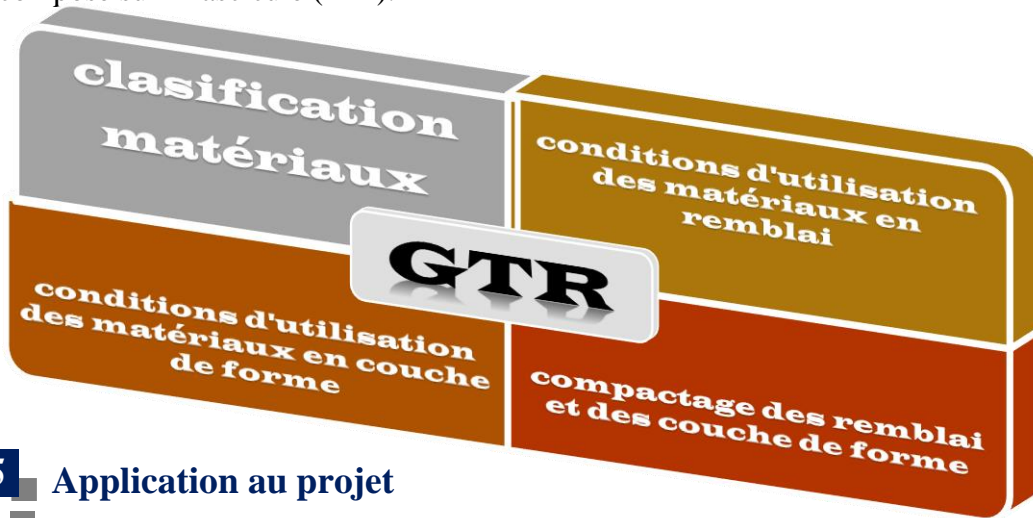 clasification
matériaux
conditions d'utilisation
des matériaux en
remblai
GTR
conditions d'utilisation
des matériaux en couche
de forme
compactage des remblai
et des couche de forme
Application au projet